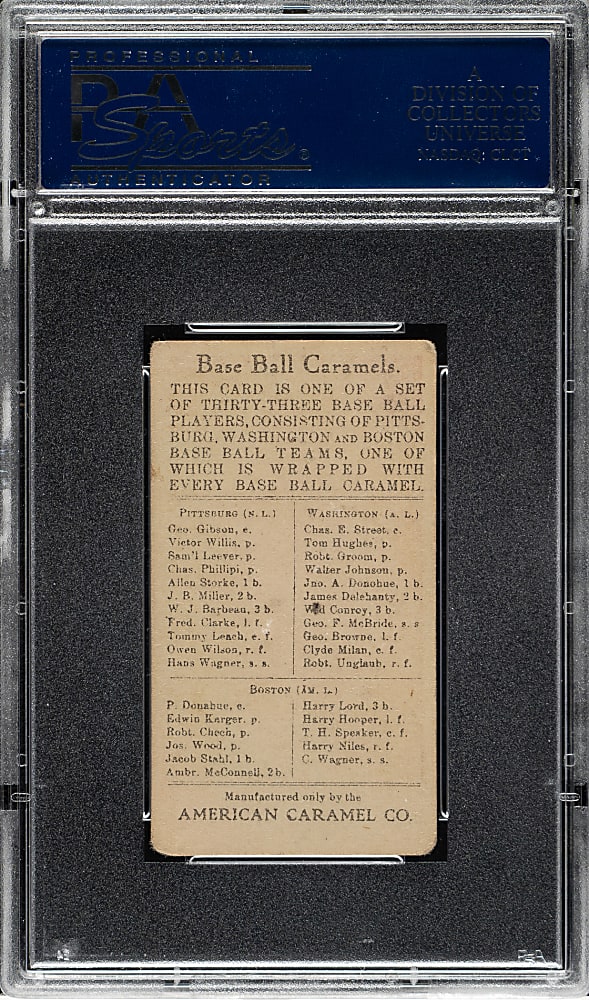 PROFESSIONAL
PSA
Sports
AUTHENTICATOR
A
DIVISION OF
COLLECTORS
UNIVERSE
NASDAQ: CLCT
Base Ball Caramels.
THIS CARD IS ONE OF A SET
OF THIRTY-THREE BASE BALL
PLAYERS, CONSISTING OF PITTS-
BURG, WASHINGTON AND BOSTON
BASE BALL TEAMS, ONE OF
WHICH IS WRAPPED WITH
EVERY BASE BALL CARAMEL.
PITTSBURG (N. L.)
Geo. Gibson, c.
Victor Willis, p.
Sam'l Leever, p.
Chas. Phillipi, p.
Allen Storke, 1 b.
J. B. Miller, 2 b.
W. J. Barbeau, 3 b.
Fred. Clarke, l. f.
Tommy Leach, c. f.
Owen Wilson, r. f.
Hans Wagner, s. s.
WASHINGTON (A. L.)
Chas. E. Street, c.
Tom Hughes, p.
Robt. Groom, p.
Walter Johnson, p.
Jno. A. Donohue, 1 b.
James Delehanty, 2 b.
Wid Conroy, 3 b.
Geo. F. McBride, s. s
Geo. Browne, l. f.
Clyde Milan, c. f.
Robt. Unglaub, r. f.
BOSTON (AM. L.)
P. Donahue, c.
Edwin Karger, p.
Robt. Chech, p.
Jos. Wood, p.
Jacob Stahl, 1 b.
Ambr. McConnell, 2 b.
Harry Lord, 3 b.
Harry Hooper, l. f.
T. H. Speaker, c. f.
Harry Niles, r. f.
C. Wagner, s. s.
Manufactured only by the
AMERICAN CARAMEL CO.
PSA